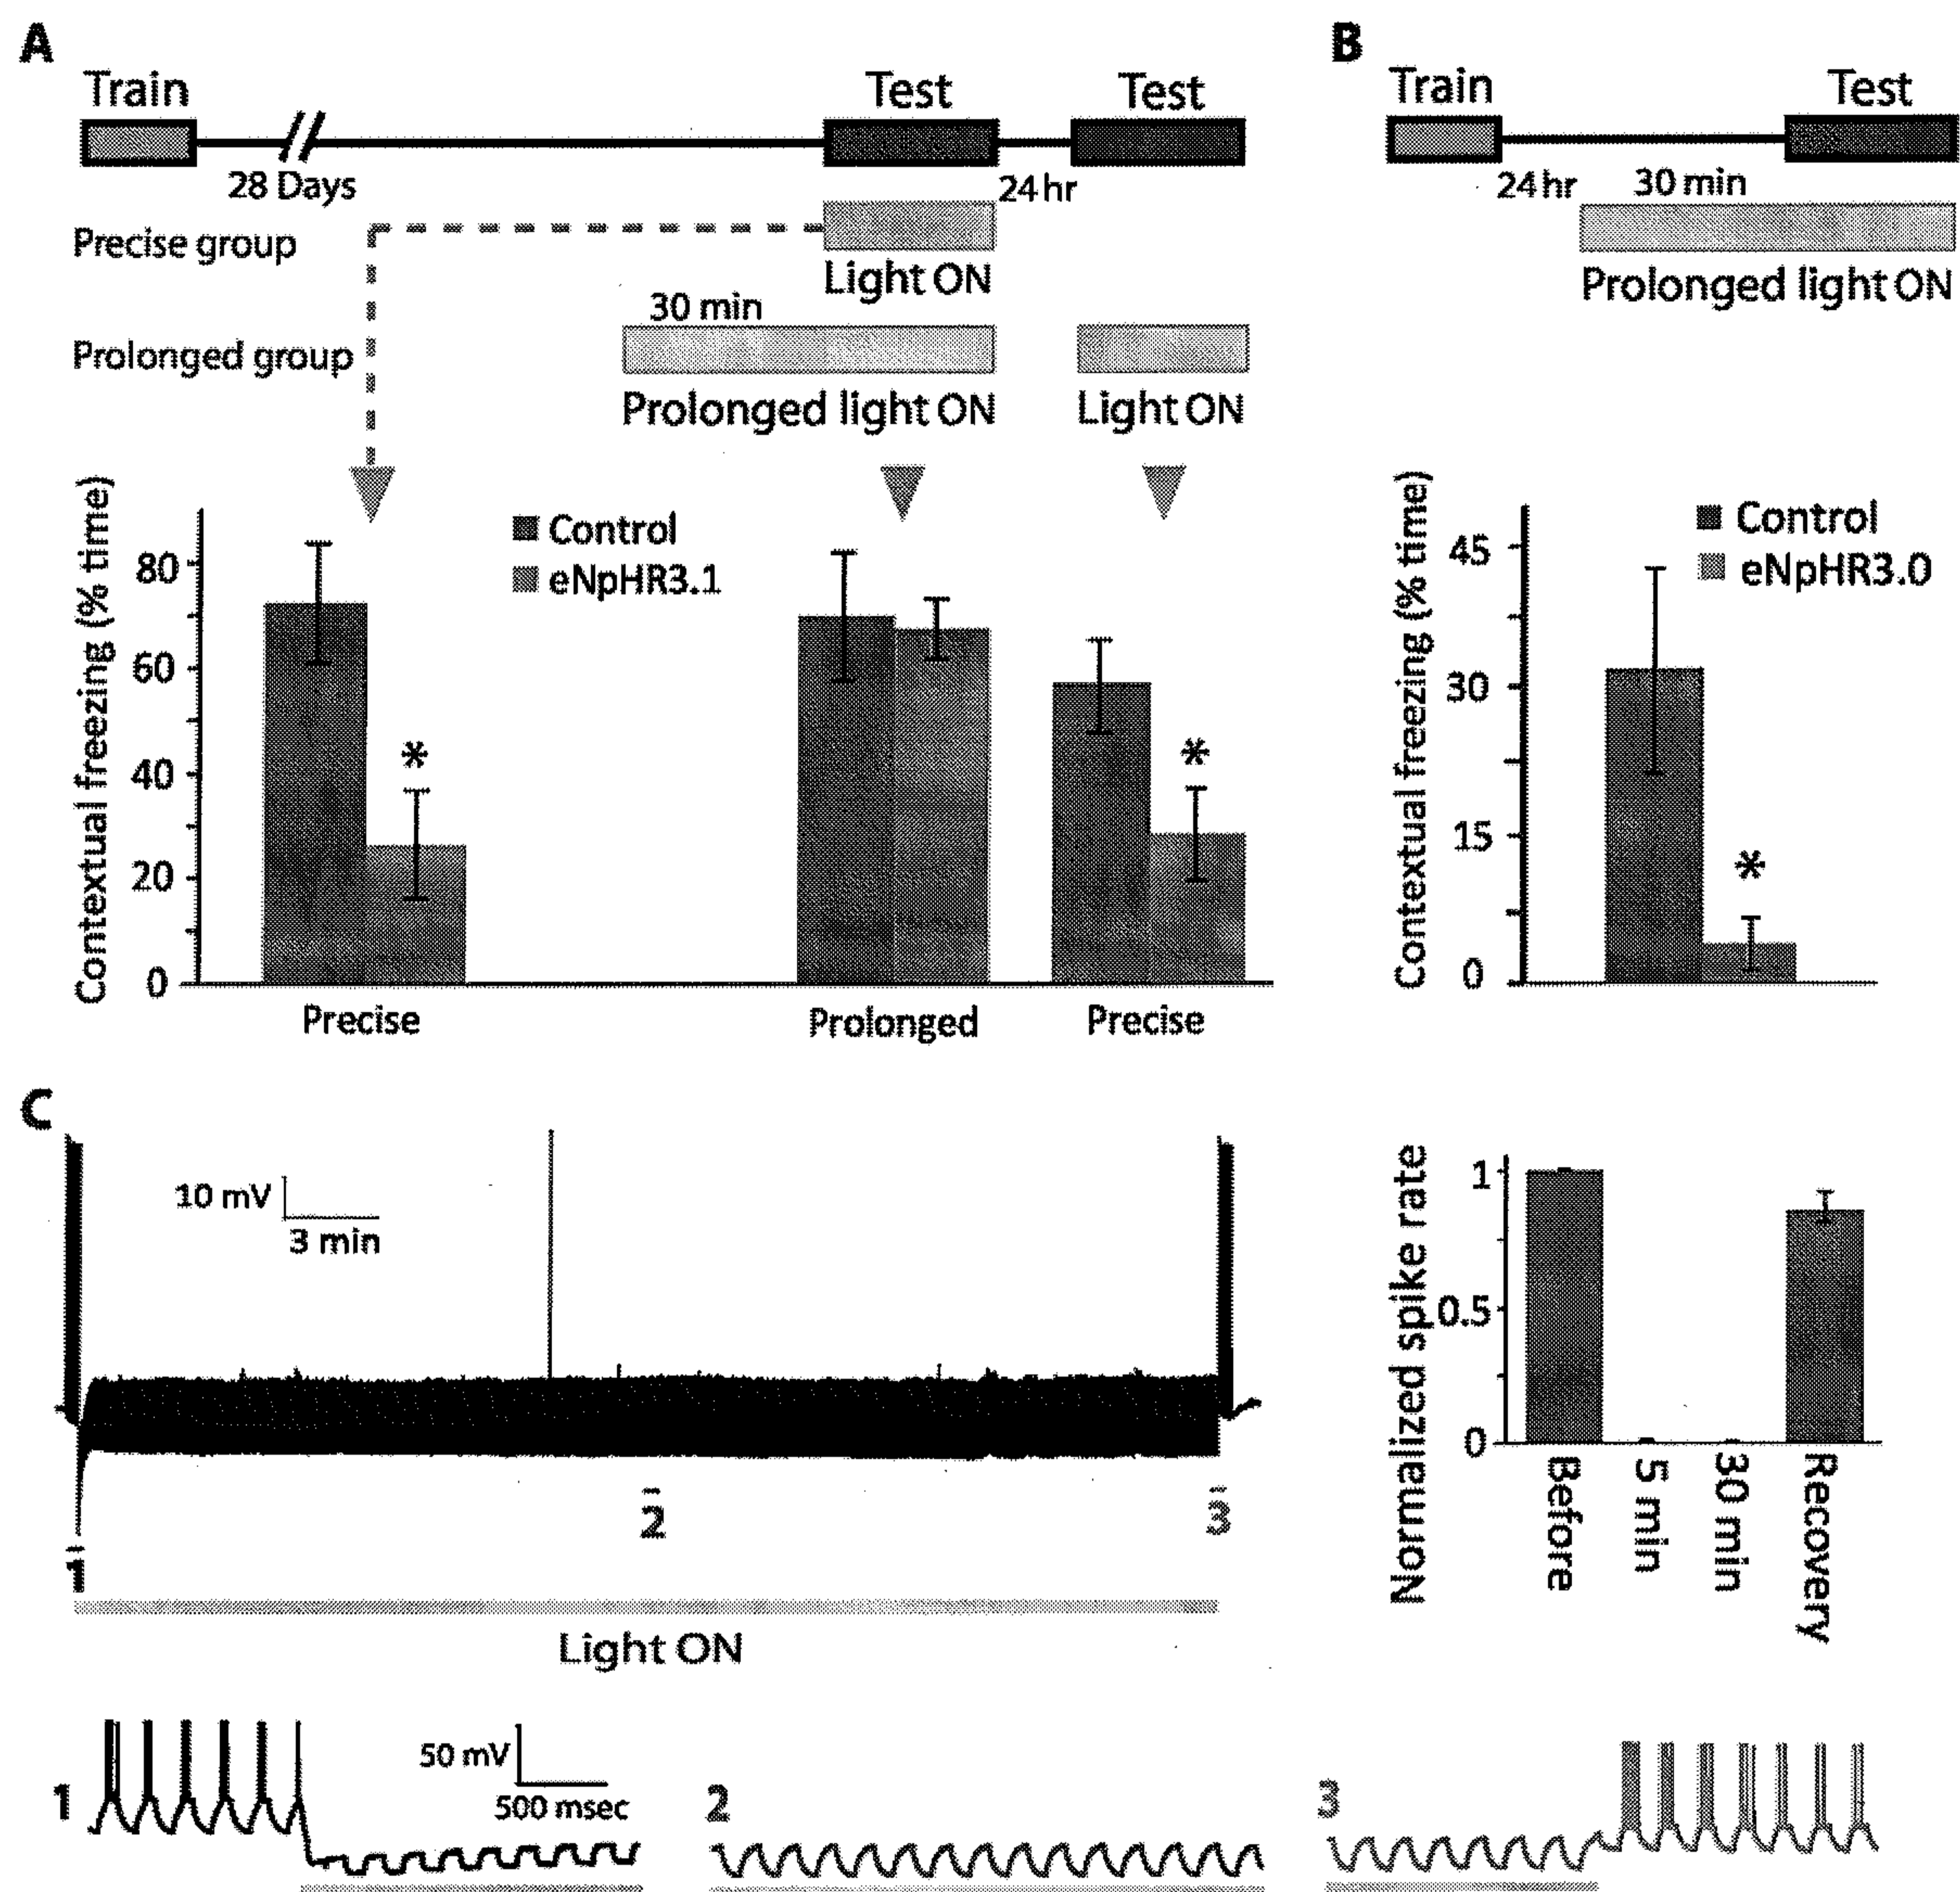 A
Train
Test
Test
28 Days
24 hr
Precise group
Light ON
30 min
Prolonged group
Prolonged light ON
Light ON
Contextual freezing (% time)
80
60
40
20
0
Control
eNpHR3.1
*
*
Precise
Prolonged
Precise
B
Train
Test
24 hr
30 min
Prolonged light ON
Contextual freezing (% time)
45
30
15
0
Control
eNpHR3.0
*
C
10 mV
3 min
1
2
3
Light ON
Normalized spike rate
1
0.5
0
Before
5 min
30 min
Recovery
1
50 mV
500 msec
2
3